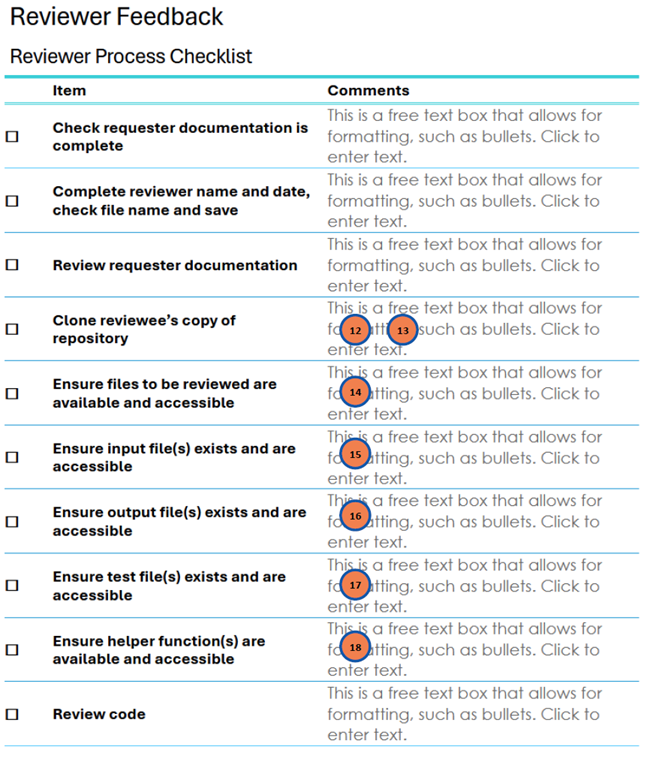 Reviewer Feedback
Reviewer Process Checklist
Item
Comments
Check requester documentation is
complete
This is a free text box that allows for
formatting, such as bullets. Click to
enter text.
Complete reviewer name and date,
check file name and save
This is a free text box that allows for
formatting, such as bullets. Click to
enter text.
Review requester documentation
This is a free text box that allows for
formatting, such as bullets. Click to
enter text.
Clone reviewee’s copy of
repository
This is a free text box that allows for
12 13 such as bullets. Click to
enter text.
Ensure files to be reviewed are
available and accessible
This is a free text box that allows for
14 such as bullets. Click to
enter text.
Ensure input file(s) exists and are
accessible
This is a free text box that allows for
15 such as bullets. Click to
enter text.
Ensure output file(s) exists and are
accessible
This is a free text box that allows for
16 such as bullets. Click to
enter text.
Ensure test file(s) exists and are
accessible
This is a free text box that allows for
17 such as bullets. Click to
enter text.
Ensure helper function(s) are
available and accessible
This is a free text box that allows for
18 such as bullets. Click to
enter text.
Review code
This is a free text box that allows for
formatting, such as bullets. Click to
enter text.